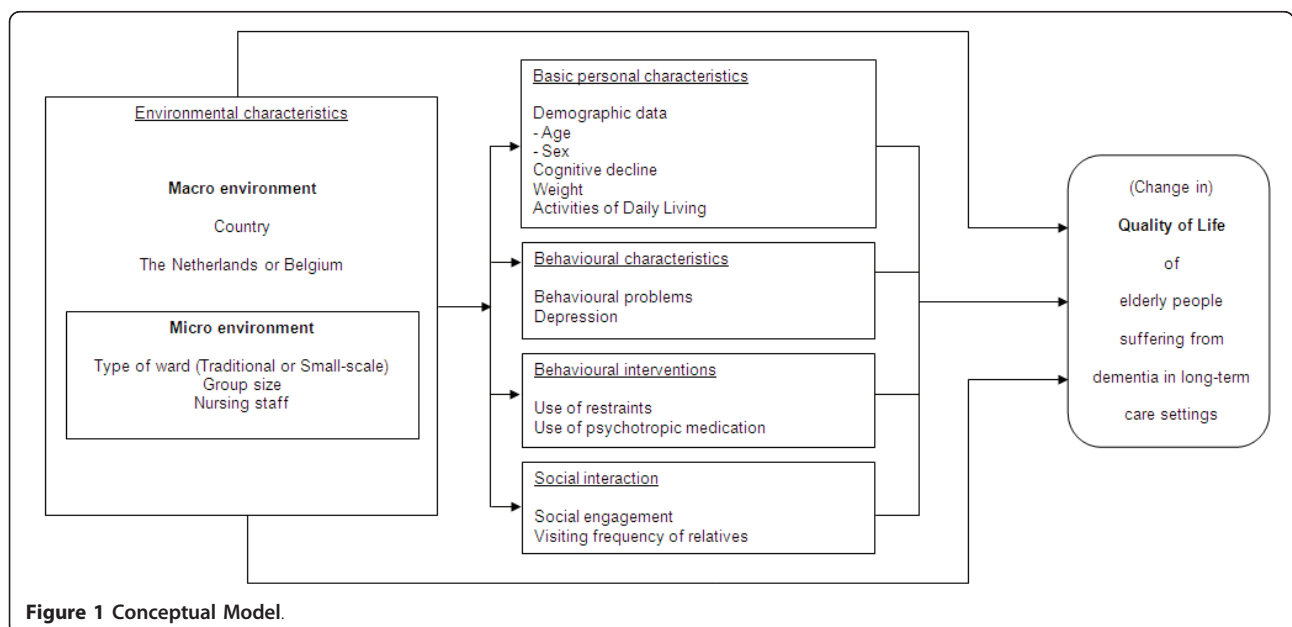 Environmental characteristics
Macro environment
Country
The Netherlands or Belgium
Micro environment
Type of ward (Traditional or Small-scale)
Group size
Nursing staff
Basic personal characteristics
Demographic data
- Age
- Sex
Cognitive decline
Weight
Activities of Daily Living
Behavioural characteristics
Behavioural problems
Depression
Behavioural interventions
Use of restraints
Use of psychotropic medication
Social interaction
Social engagement
Visiting frequency of relatives
(Change in)
Quality of Life
of
elderly people
suffering from
dementia in long-term
care settings
Figure 1 Conceptual Model.